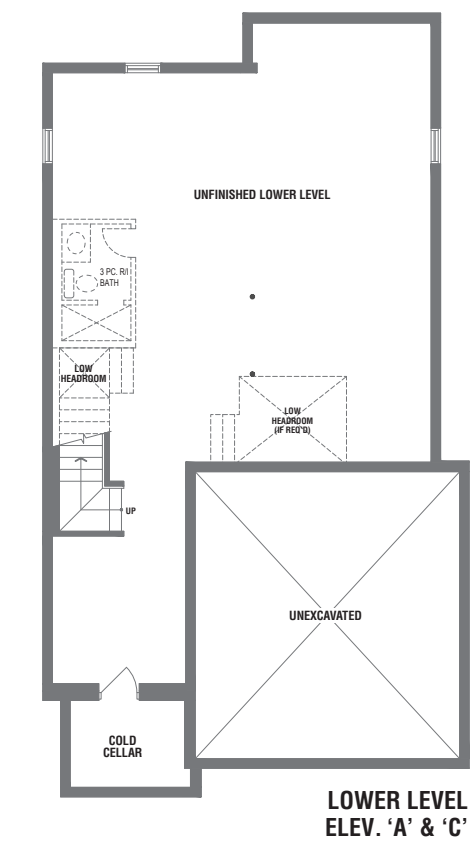 UNFINISHED LOWER LEVEL
3 PC. R/I
BATH
LOW
HEADROOM
LOW
HEADROOM
(IF REQ'D)
UP
UNEXCAVATED
COLD
CELLAR
LOWER LEVEL
ELEV. ‘A’ & ‘C’